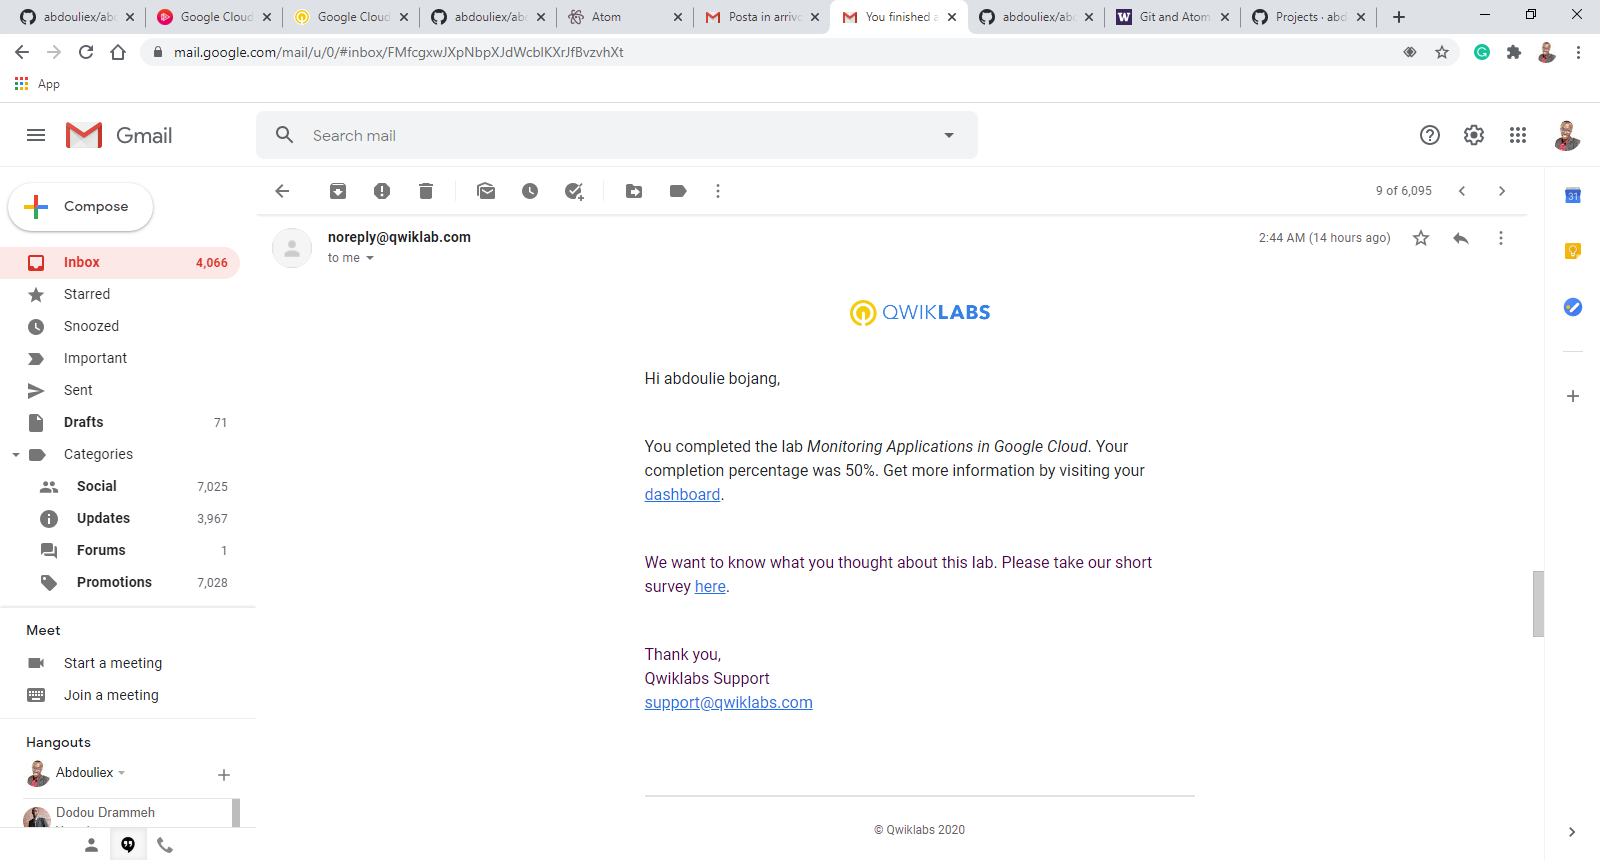 abdouliex/abd
Google Cloud
Google Cloud
abdouliex/abd
Atom
Posta in arrivo
You finished a
abdouliex/abd
Git and Atom
Projects · abd
mail.google.com/mail/u/0/#inbox/FMfcgxwJXpNbpXJdWcblKXrJfBvzvhXt
App
Gmail
Search mail
Compose
9 of 6,095
31
noreply@qwiklab.com
2:44 AM (14 hours ago)
to me
Inbox 4,066
Starred
Snoozed
Important
Sent
Drafts 71
Categories
Social 7,025
Updates 3,967
Forums 1
Promotions 7,028
Meet
Start a meeting
Join a meeting
Hangouts
Abdouliex
Dodou Drammeh
QWIKLABS
Hi abdoulie bojang,
You completed the lab Monitoring Applications in Google Cloud. Your
completion percentage was 50%. Get more information by visiting your
dashboard.
We want to know what you thought about this lab. Please take our short
survey here.
Thank you,
Qwiklabs Support
support@qwiklabs.com
© Qwiklabs 2020